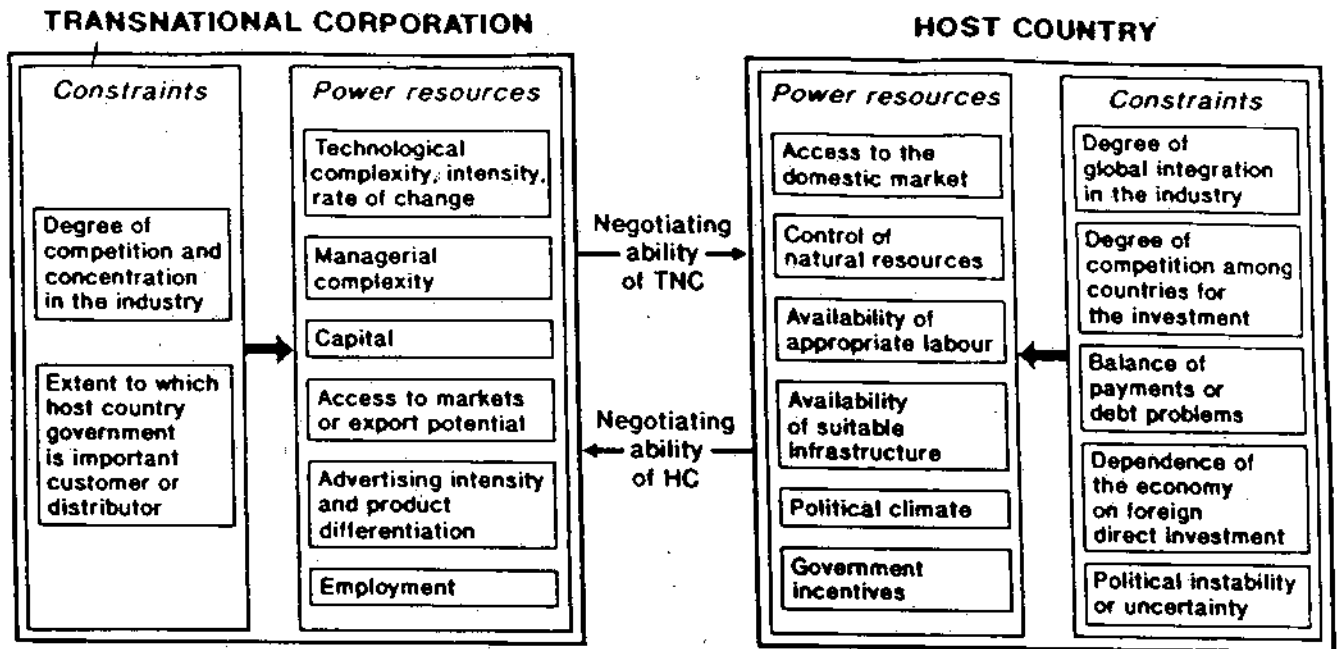 TRANSNATIONAL CORPORATION
Constraints
Degree of
competition and
concentration
in the industry
Extent to which
host country
government
is important
customer or
distributor
Power resources
Technological
complexity, intensity,
rate of change
Managerial
complexity
Capital
Access to markets
or export potential
Advertising intensity
and product
differentiation
Employment
Negotiating
ability
of TNC
Negotiating
ability
of HC
HOST COUNTRY
Power resources
Access to the
domestic market
Control of
natural resources
Availability of
appropriate labour
Availability
of suitable
infrastructure
Political climate
Government
incentives
Constraints
Degree of
global integration
in the industry
Degree of
competition among
countries for
the investment
Balance of
payments or
debt problems
Dependence of
the economy
on foreign
direct investment
Political instability
or uncertainty